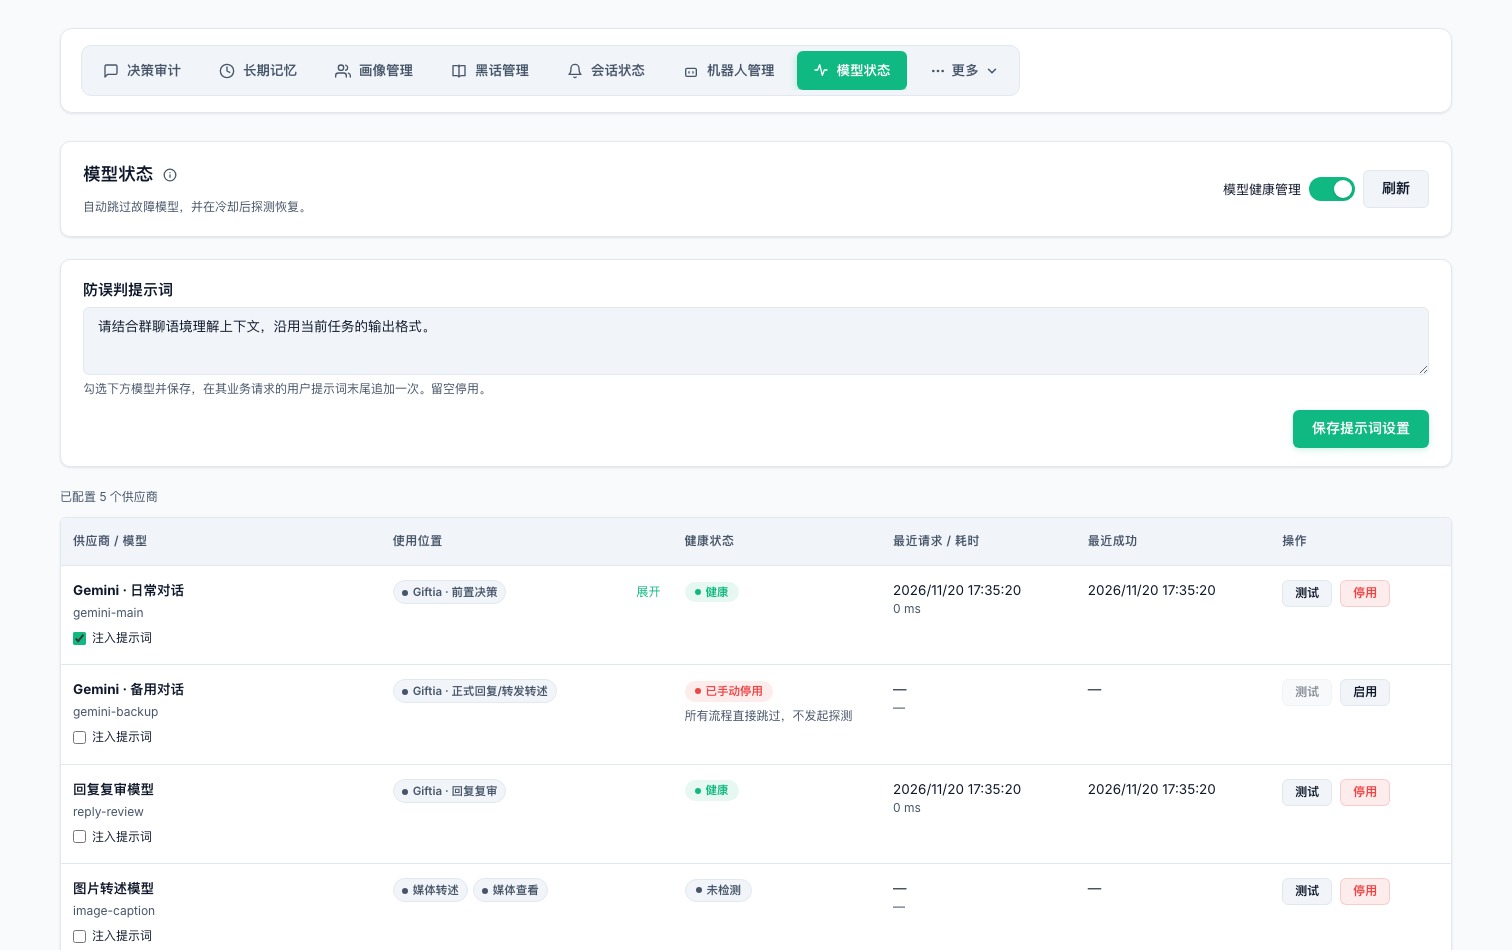 决策审计 长期记忆 画像管理 黑话管理 会话状态 机器人管理 模型状态 更多
模型状态
自动跳过故障模型，并在冷却后探测恢复。
模型健康管理 刷新
防误判提示词
请结合群聊语境理解上下文，沿用当前任务的输出格式。
勾选下方模型并保存，在其业务请求的用户提示词末尾追加一次。留空停用。
保存提示词设置
已配置 5 个供应商
供应商 / 模型 使用位置 健康状态 最近请求 / 耗时 最近成功 操作
Gemini · 日常对话 Giftia · 前置决策 展开 健康 2026/11/20 17:35:20 2026/11/20 17:35:20 测试 停用
gemini-main 0 ms
注入提示词
Gemini · 备用对话 Giftia · 正式回复/转发转述 已手动停用 — — 测试 启用
gemini-backup 所有流程直接跳过，不发起探测 —
注入提示词
回复复审模型 Giftia · 回复复审 健康 2026/11/20 17:35:20 2026/11/20 17:35:20 测试 停用
reply-review 0 ms
注入提示词
图片转述模型 媒体转述 媒体查看 未检测 — — 测试 停用
image-caption —
注入提示词